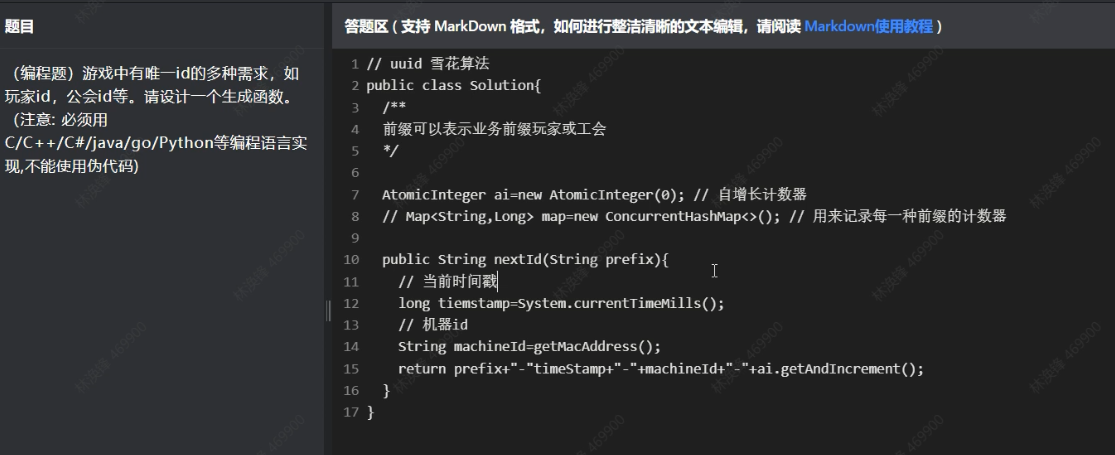 题目
（编程题）游戏中有唯一id的多种需求，如
玩家id，公会id等。请设计一个生成函数。
（注意: 必须用
C/C++/C#/java/go/Python等编程语言实
现,不能使用伪代码）
答题区 ( 支持 MarkDown 格式，如何进行整洁清晰的文本编辑，请阅读 Markdown使用教程 )
1 // uuid 雪花算法
2 public class Solution{
3 /**
4 前缀可以表示业务前缀玩家或工会
5 */
6
7 AtomicInteger ai=new AtomicInteger(0); // 自增长计数器
8 // Map<String,Long> map=new ConcurrentHashMap<>(); // 用来记录每一种前缀的计数器
9
10 public String nextId(String prefix){
11 // 当前时间戳
12 long tiemstamp=System.currentTimeMills();
13 // 机器id
14 String machineId=getMacAddress();
15 return prefix+"-"timeStamp+"-"+machineId+"-"+ai.getAndIncrement();
16 }
17 }